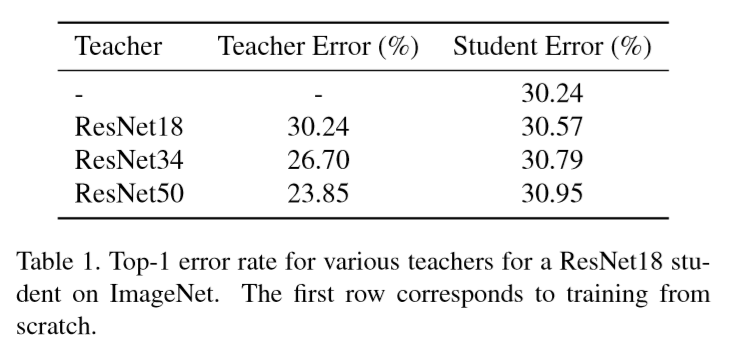 Teacher Teacher Error (%) Student Error (%)
- - 30.24
ResNet18 30.24 30.57
ResNet34 26.70 30.79
ResNet50 23.85 30.95
Table 1. Top-1 error rate for various teachers for a ResNet18 stu-
dent on ImageNet. The first row corresponds to training from
scratch.